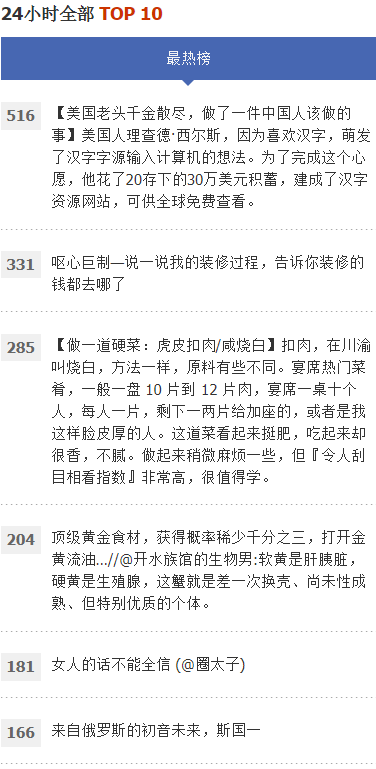 24小时全部 TOP 10
最热榜
516
【美国老头千金散尽，做了一件中国人该做的
事】美国人理查德·西尔斯，因为喜欢汉字，萌发
了汉字字源输入计算机的想法。为了完成这个心
愿，他花了20存下的30万美元积蓄，建成了汉字
资源网站，可供全球免费查看。
331
呕心巨制—说一说我的装修过程，告诉你装修的
钱都去哪了
285
【做一道硬菜：虎皮扣肉/咸烧白】扣肉，在川渝
叫烧白，方法一样，原料有些不同。宴席热门菜
肴，一般一盘 10 片到 12 片肉，宴席一桌十个
人，每人一片，剩下一两片给加座的，或者是我
这样脸皮厚的人。这道菜看起来挺肥，吃起来却
很香，不腻。做起来稍微麻烦一些，但『令人刮
目相看指数』非常高，很值得学。
204
顶级黄金食材，获得概率稀少千分之三，打开金
黄流油...//@开水族馆的生物男:软黄是肝胰脏，
硬黄是生殖腺，这蟹就是差一次换壳、尚未性成
熟、但特别优质的个体。
181
女人的话不能全信 (@圈太子)
166
来自俄罗斯的初音未来，斯国一